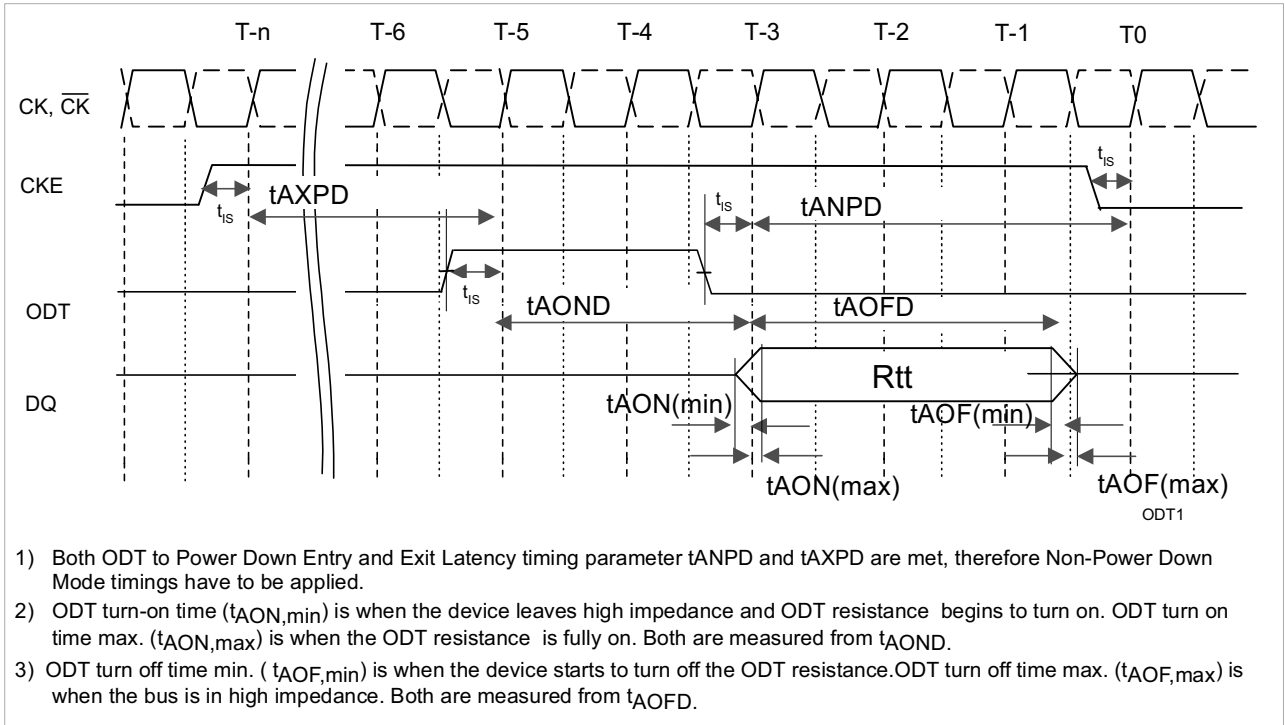 T-n T-6 T-5 T-4 T-3 T-2 T-1 T0
CK, CK
CKE
tIS
tAXPD
tIS
tANPD
tIS
ODT
tIS
tAOND
tAOFD
DQ
Rtt
tAON(min)
tAOF(min)
tAON(max)
tAOF(max)
ODT1
1) Both ODT to Power Down Entry and Exit Latency timing parameter tANPD and tAXPD are met, therefore Non-Power Down
Mode timings have to be applied.
2) ODT turn-on time (tAON,min) is when the device leaves high impedance and ODT resistance begins to turn on. ODT turn on
time max. (tAON,max) is when the ODT resistance is fully on. Both are measured from tAOND.
3) ODT turn off time min. ( tAOF,min) is when the device starts to turn off the ODT resistance.ODT turn off time max. (tAOF,max) is
when the bus is in high impedance. Both are measured from tAOFD.